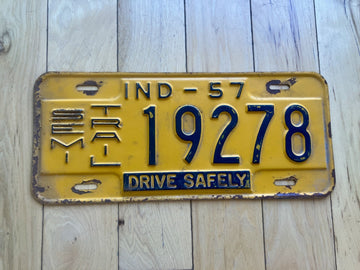 IND-57
SEMI TRAIL 19278
DRIVE SAFELY